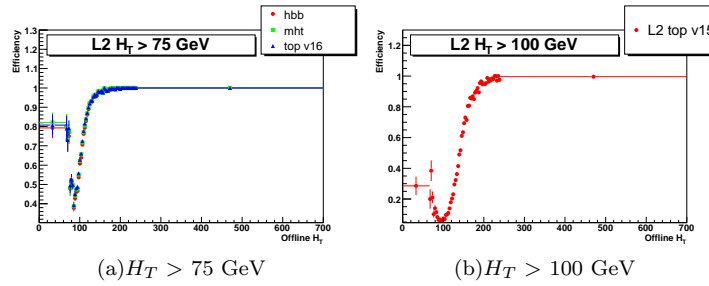 L2 H_T > 75 GeV
hbb
mht
top v16
Efficiency
1.3
1.2
1.1
1
0.9
0.8
0.7
0.6
0.5
0.4
0 100 200 300 400 500 600 700
Offline H_T
(a)H_T > 75 GeV
L2 H_T > 100 GeV
L2 top v15
Efficiency
1.2
1
0.8
0.6
0.4
0.2
0 100 200 300 400 500 600 700
Offline H_T
(b)H_T > 100 GeV